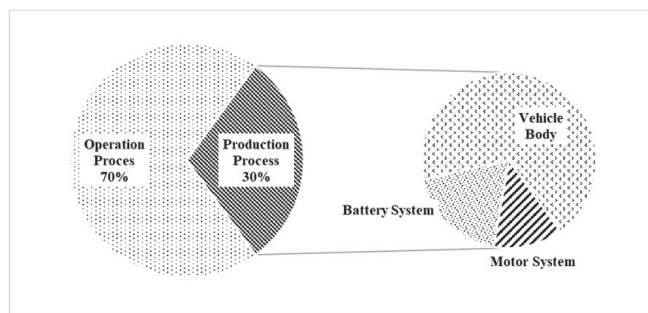 Operation
Proces
70%
Production
Process
30%
Vehicle
Body
Battery System
Motor System